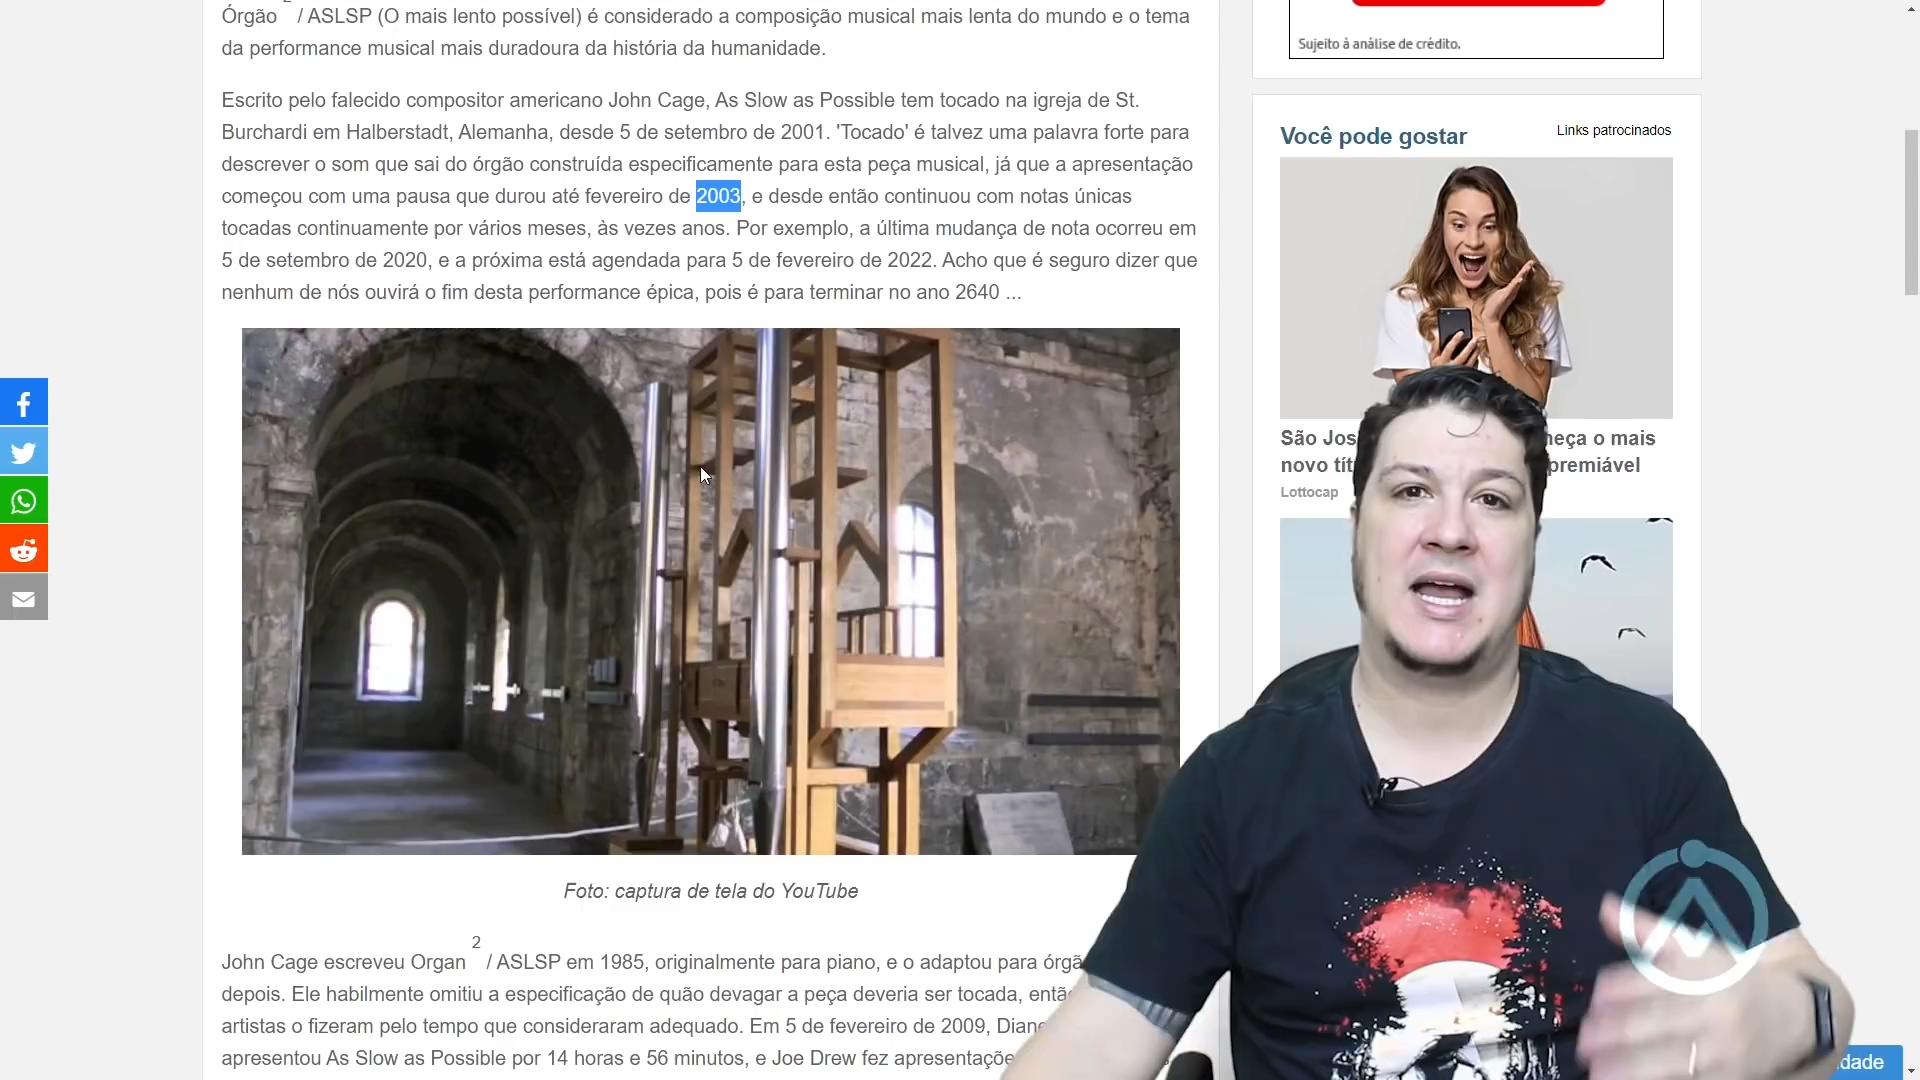 Órgão 2 / ASLSP (O mais lento possível) é considerado a composição musical mais lenta do mundo e o tema
da performance musical mais duradoura da história da humanidade.
Escrito pelo falecido compositor americano John Cage, As Slow as Possible tem tocado na igreja de St.
Burchardi em Halberstadt, Alemanha, desde 5 de setembro de 2001. 'Tocado' é talvez uma palavra forte para
descrever o som que sai do órgão construída especificamente para esta peça musical, já que a apresentação
começou com uma pausa que durou até fevereiro de 2003, e desde então continuou com notas únicas
tocadas continuamente por vários meses, às vezes anos. Por exemplo, a última mudança de nota ocorreu em
5 de setembro de 2020, e a próxima está agendada para 5 de fevereiro de 2022. Acho que é seguro dizer que
nenhum de nós ouvirá o fim desta performance épica, pois é para terminar no ano 2640 ...
Foto: captura de tela do YouTube
John Cage escreveu Organ 2 / ASLSP em 1985, originalmente para piano, e o adaptou para
depois. Ele habilmente omitiu a especificação de quão devagar a peça deveria ser tocada,
artistas o fizeram pelo tempo que consideraram adequado. Em 5 de fevereiro de 2009,
apresentou As Slow as Possible por 14 horas e 56 minutos, e Joe Drew fez
Sujeito à análise de crédito.
Você pode gostar
Links patrocinados
São
o mais
novo
premiável
Lottocap